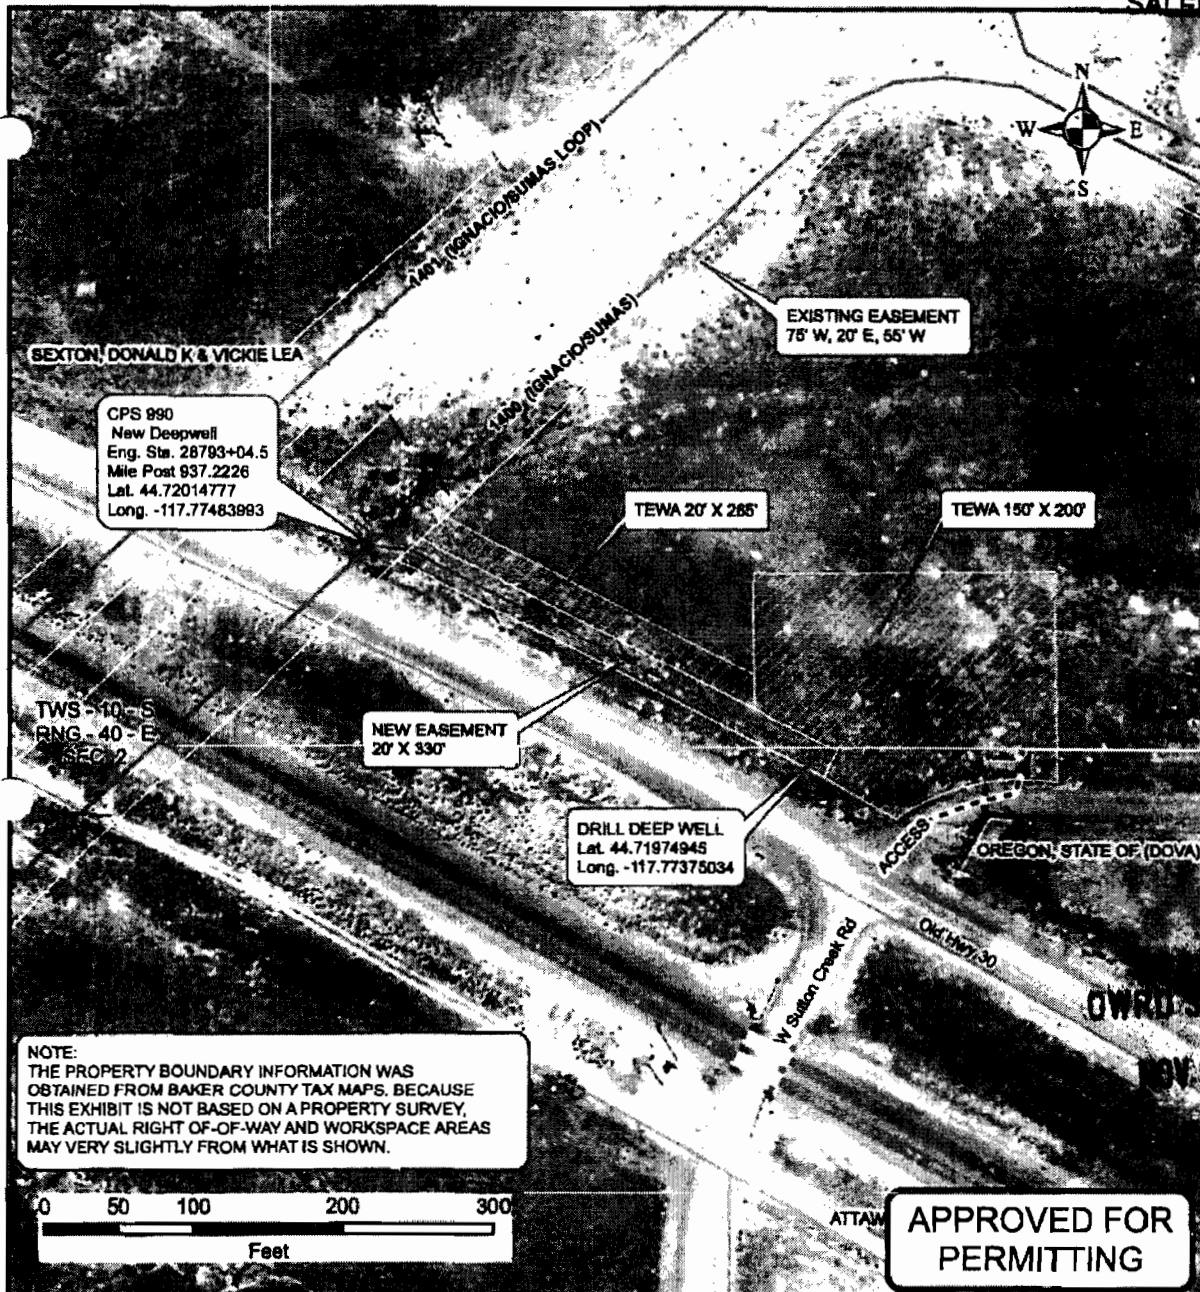 N
W E
S
1401 (IGNACIO/SUMAS LOOP)
1400 (IGNACIO/SUMAS)
EXISTING EASEMENT
75' W, 20' E, 55' W
SEXTON, DONALD K & VICKIE LEA
CPS 990
New Deepwell
Eng. Sta. 28793+04.5
Mile Post 937.2226
Lat. 44.72014777
Long. -117.77483993
TEWA 20' X 285'
TEWA 150' X 200'
TWS - 10 - S
RNG - 40 - E
SEC 2
NEW EASEMENT
20' X 330'
DRILL DEEP WELL
Lat. 44.71974945
Long. -117.77375034
ACCESS
OREGON, STATE OF (DOVA)
Old Hwy 30
W Sutton Creek Rd
OWRD
NOV
NOTE:
THE PROPERTY BOUNDARY INFORMATION WAS
OBTAINED FROM BAKER COUNTY TAX MAPS. BECAUSE
THIS EXHIBIT IS NOT BASED ON A PROPERTY SURVEY,
THE ACTUAL RIGHT OF-OF-WAY AND WORKSPACE AREAS
MAY VERY SLIGHTLY FROM WHAT IS SHOWN.
0 50 100 200 300
Feet
ATTAW
APPROVED FOR
PERMITTING